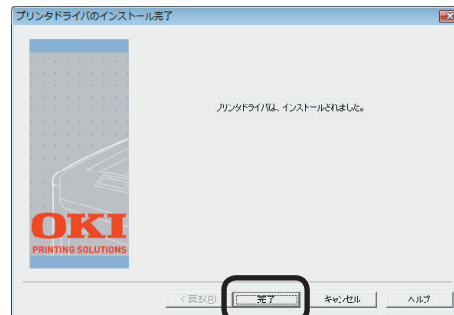 プリンタドライバのインストール完了
プリンタドライバは、インストールされました。
OKI
PRINTING SOLUTIONS
< 戻る(B)
完了
キャンセル
ヘルプ